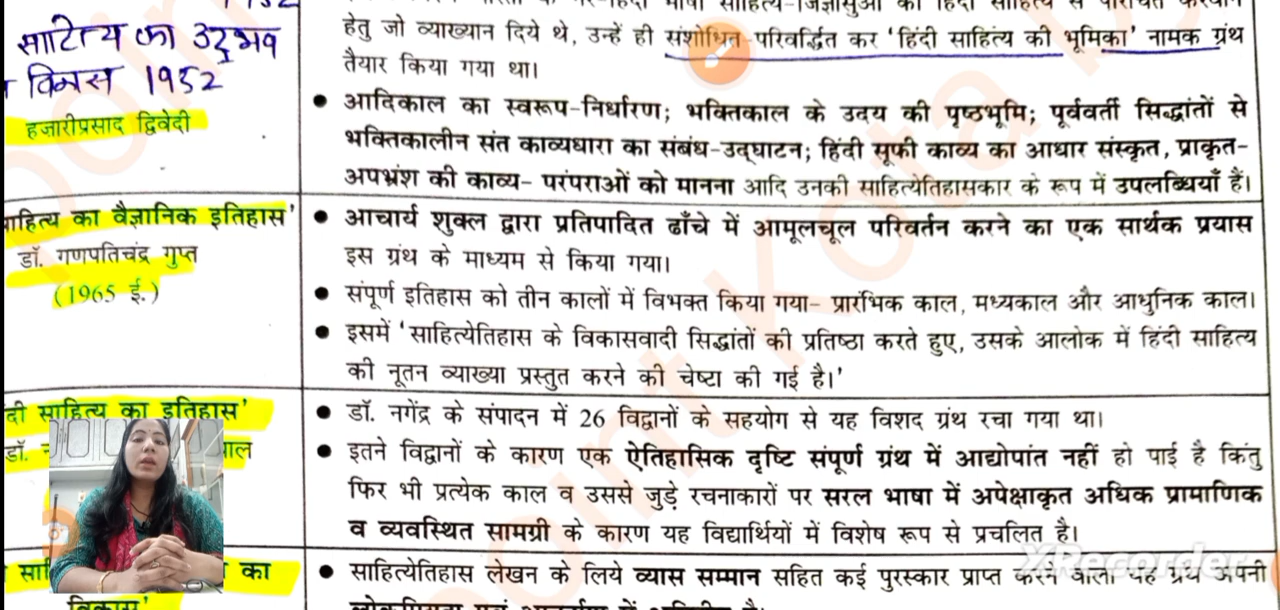 1952
साटित्य का उद्भव
विकास 1952
हजारीप्रसाद द्विवेदी
हेतु जो व्याख्यान दिये थे, उन्हें ही संशोधित-परिवर्द्धित कर 'हिंदी साहित्य की भूमिका' नामक ग्रंथ
तैयार किया गया था।
• आदिकाल का स्वरूप-निर्धारण; भक्तिकाल के उदय की पृष्ठभूमि; पूर्ववर्ती सिद्धांतों से
भक्तिकालीन संत काव्यधारा का संबंध-उद्घाटन; हिंदी सूफी काव्य का आधार संस्कृत, प्राकृत-
अपभ्रंश की काव्य- परंपराओं को मानना आदि उनकी साहित्येतिहासकार के रूप में उपलब्धियाँ हैं।
साहित्य का वैज्ञानिक इतिहास'
डॉ. गणपतिचंद्र गुप्त
(1965 ई.)
• आचार्य शुक्ल द्वारा प्रतिपादित ढाँचे में आमूलचूल परिवर्तन करने का एक सार्थक प्रयास
इस ग्रंथ के माध्यम से किया गया।
• संपूर्ण इतिहास को तीन कालों में विभक्त किया गया- प्रारंभिक काल, मध्यकाल और आधुनिक काल।
• इसमें 'साहित्येतिहास के विकासवादी सिद्धांतों की प्रतिष्ठा करते हुए, उसके आलोक में हिंदी साहित्य
की नूतन व्याख्या प्रस्तुत करने की चेष्टा की गई है।'
दी साहित्य का इतिहास'
डॉ.
• डॉ. नगेंद्र के संपादन में 26 विद्वानों के सहयोग से यह विशद ग्रंथ रचा गया था।
• इतने विद्वानों के कारण एक ऐतिहासिक दृष्टि संपूर्ण ग्रंथ में आद्योपांत नहीं हो पाई है किंतु
फिर भी प्रत्येक काल व उससे जुड़े रचनाकारों पर सरल भाषा में अपेक्षाकृत अधिक प्रामाणिक
व व्यवस्थित सामग्री के कारण यह विद्यार्थियों में विशेष रूप से प्रचलित है।
का
विकास'
• साहित्येतिहास लेखन के लिये व्यास सम्मान सहित कई पुरस्कार प्राप्त करने वाला यह ग्रंथ अपनी
XRecorder